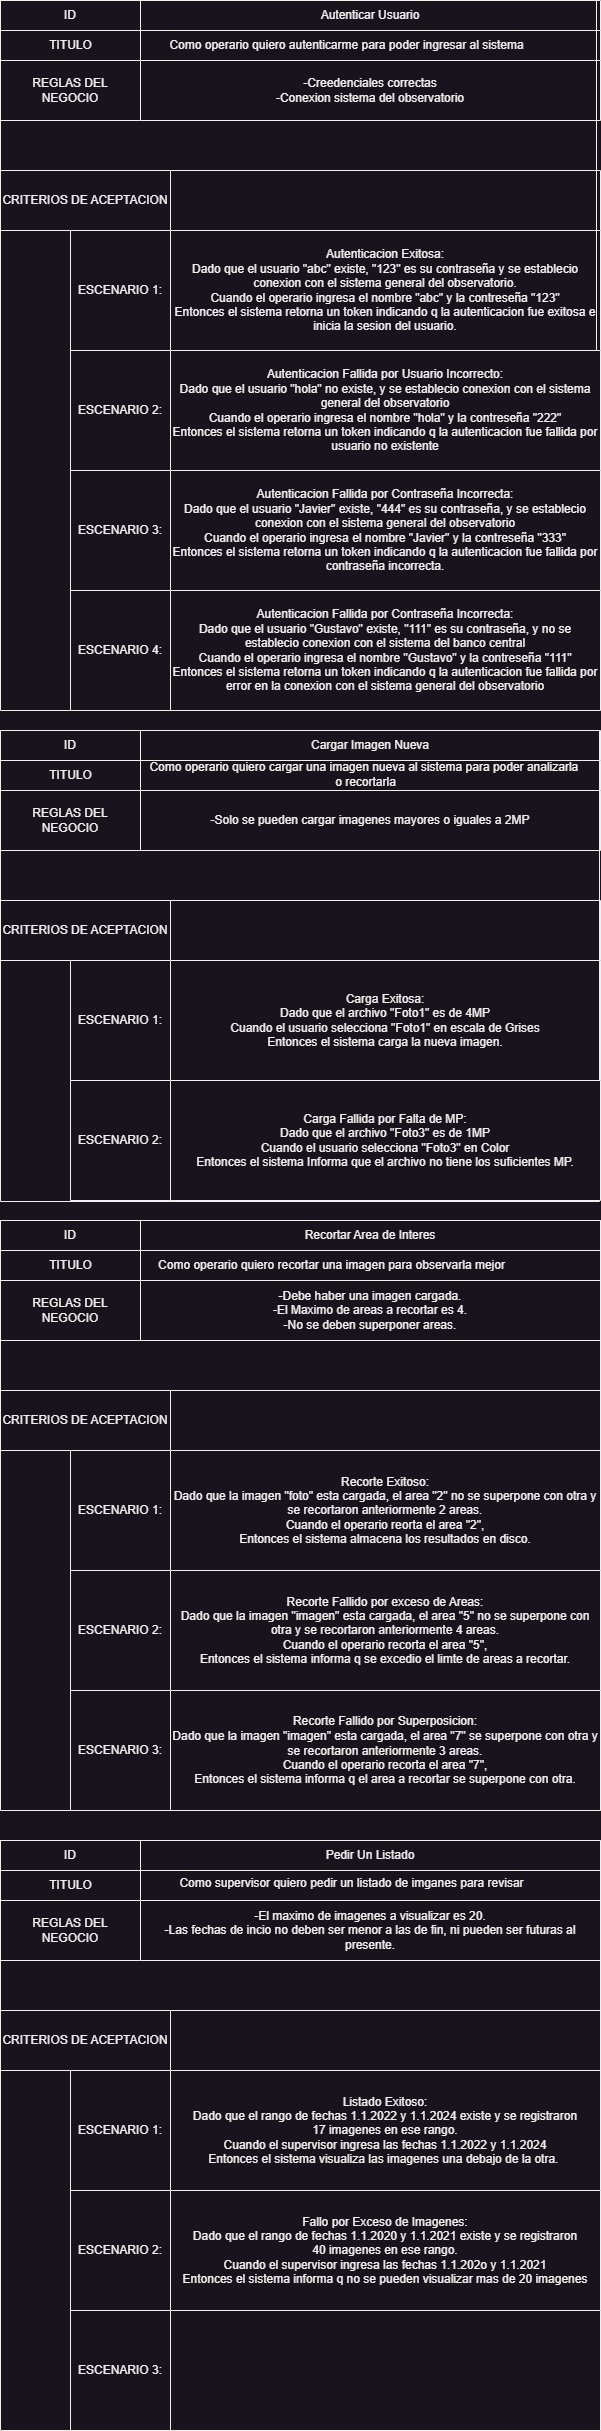 ID
Autenticar Usuario
TITULO
Como operario quiero autenticarme para poder ingresar al sistema
REGLAS DEL
NEGOCIO
-Creedenciales correctas
-Conexion sistema del observatorio
CRITERIOS DE ACEPTACION
ESCENARIO 1:
Autenticacion Exitosa:
Dado que el usuario "abc" existe, "123" es su contraseña y se establecio
conexion con el sistema general del observatorio.
Cuando el operario ingresa el nombre "abc" y la contreseña "123"
Entonces el sistema retorna un token indicando q la autenticacion fue exitosa e
inicia la sesion del usuario.
ESCENARIO 2:
Autenticacion Fallida por Usuario Incorrecto:
Dado que el usuario "hola" no existe, y se establecio conexion con el sistema
general del observatorio
Cuando el operario ingresa el nombre "hola" y la contreseña "222"
Entonces el sistema retorna un token indicando q la autenticacion fue fallida por
usuario no existente
ESCENARIO 3:
Autenticacion Fallida por Contraseña Incorrecta:
Dado que el usuario "Javier" existe, "444" es su contraseña, y se establecio
conexion con el sistema general del observatorio
Cuando el operario ingresa el nombre "Javier" y la contreseña "333"
Entonces el sistema retorna un token indicando q la autenticacion fue fallida por
contraseña incorrecta.
ESCENARIO 4:
Autenticacion Fallida por Contraseña Incorrecta:
Dado que el usuario "Gustavo" existe, "111" es su contraseña, y no se
establecio conexion con el sistema del banco central
Cuando el operario ingresa el nombre "Gustavo" y la contreseña "111"
Entonces el sistema retorna un token indicando q la autenticacion fue fallida por
error en la conexion con el sistema general del observatorio
ID
Cargar Imagen Nueva
TITULO
Como operario quiero cargar una imagen nueva al sistema para poder analizarla
o recortarla
REGLAS DEL
NEGOCIO
-Solo se pueden cargar imagenes mayores o iguales a 2MP
CRITERIOS DE ACEPTACION
ESCENARIO 1:
Carga Exitosa:
Dado que el archivo "Foto1" es de 4MP
Cuando el usuario selecciona "Foto1" en escala de Grises
Entonces el sistema carga la nueva imagen.
ESCENARIO 2:
Carga Fallida por Falta de MP:
Dado que el archivo "Foto3" es de 1MP
Cuando el usuario selecciona "Foto3" en Color
Entonces el sistema Informa que el archivo no tiene los suficientes MP.
ID
Recortar Area de Interes
TITULO
Como operario quiero recortar una imagen para observarla mejor
REGLAS DEL
NEGOCIO
-Debe haber una imagen cargada.
-El Maximo de areas a recortar es 4.
-No se deben superponer areas.
CRITERIOS DE ACEPTACION
ESCENARIO 1:
Recorte Exitoso:
Dado que la imagen "foto" esta cargada, el area "2" no se superpone con otra y
se recortaron anteriormente 2 areas.
Cuando el operario reorta el area "2",
Entonces el sistema almacena los resultados en disco.
ESCENARIO 2:
Recorte Fallido por exceso de Areas:
Dado que la imagen "imagen" esta cargada, el area "5" no se superpone con
otra y se recortaron anteriormente 4 areas.
Cuando el operario recorta el area "5",
Entonces el sistema informa q se excedio el limte de areas a recortar.
ESCENARIO 3:
Recorte Fallido por Superposicion:
Dado que la imagen "imagen" esta cargada, el area "7" se superpone con otra y
se recortaron anteriormente 3 areas.
Cuando el operario recorta el area "7",
Entonces el sistema informa q el area a recortar se superpone con otra.
ID
Pedir Un Listado
TITULO
Como supervisor quiero pedir un listado de imganes para revisar
REGLAS DEL
NEGOCIO
-El maximo de imagenes a visualizar es 20.
-Las fechas de incio no deben ser menor a las de fin, ni pueden ser futuras al
presente.
CRITERIOS DE ACEPTACION
ESCENARIO 1:
Listado Exitoso:
Dado que el rango de fechas 1.1.2022 y 1.1.2024 existe y se registraron
17 imagenes en ese rango.
Cuando el supervisor ingresa las fechas 1.1.2022 y 1.1.2024
Entonces el sistema visualiza las imagenes una debajo de la otra.
ESCENARIO 2:
Fallo por Exceso de Imagenes:
Dado que el rango de fechas 1.1.2020 y 1.1.2021 existe y se registraron
40 imagenes en ese rango.
Cuando el supervisor ingresa las fechas 1.1.202o y 1.1.2021
Entonces el sistema informa q no se pueden visualizar mas de 20 imagenes
ESCENARIO 3: